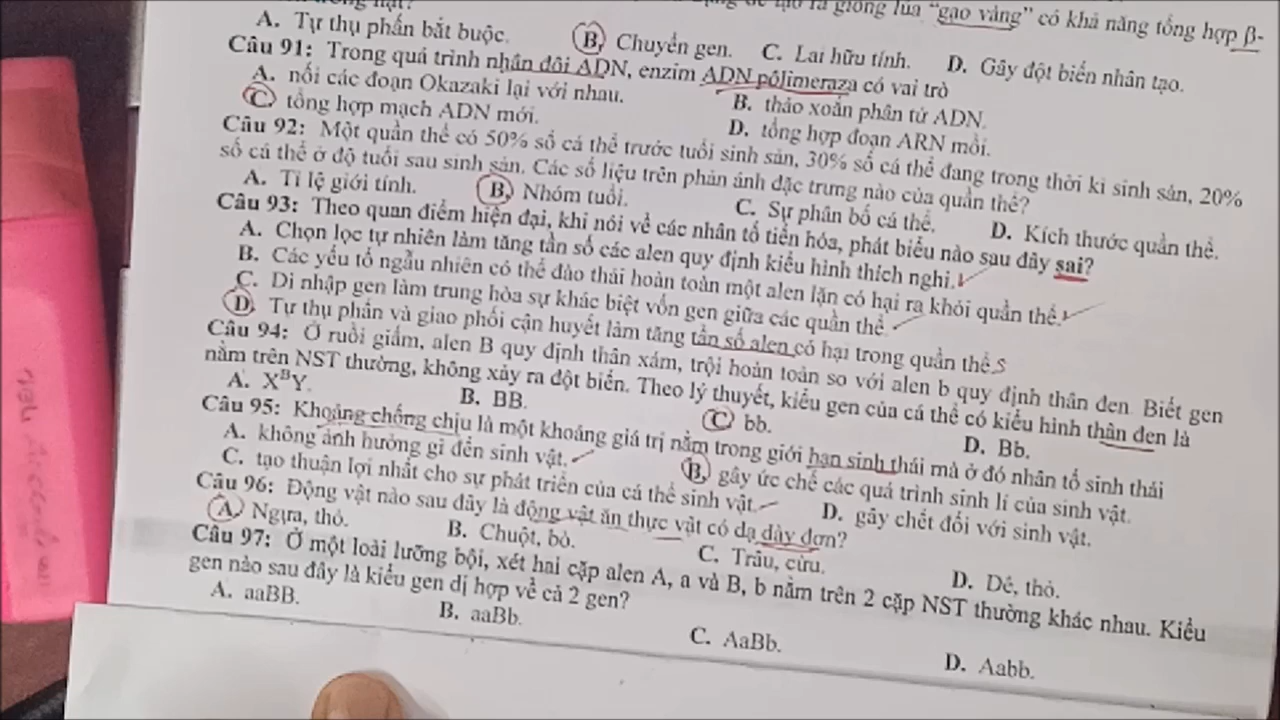 giống lúa "gạo vàng" có khả năng tổng hợp β-
A. Tự thụ phấn bắt buộc. B. Chuyển gen. C. Lai hữu tính. D. Gây đột biến nhân tạo.
Câu 91: Trong quá trình nhân đôi ADN, enzim ADN pôlimeraza có vai trò
A. nối các đoạn Okazaki lại với nhau. B. tháo xoắn phân tử ADN.
C. tổng hợp mạch ADN mới. D. tổng hợp đoạn ARN mồi.
Câu 92: Một quần thể có 50% số cá thể trước tuổi sinh sản, 30% số cá thể đang trong thời kì sinh sản, 20%
số cá thể ở độ tuổi sau sinh sản. Các số liệu trên phản ánh đặc trưng nào của quần thể?
A. Tỉ lệ giới tính. B. Nhóm tuổi. C. Sự phân bố cá thể. D. Kích thước quần thể.
Câu 93: Theo quan điểm hiện đại, khi nói về các nhân tố tiến hóa, phát biểu nào sau đây sai?
A. Chọn lọc tự nhiên làm tăng tần số các alen quy định kiểu hình thích nghi.
B. Các yếu tố ngẫu nhiên có thể đào thải hoàn toàn một alen lặn có hại ra khỏi quần thể.
C. Di nhập gen làm trung hòa sự khác biệt vốn gen giữa các quần thể.
D. Tự thụ phấn và giao phối cận huyết làm tăng tần số alen có hại trong quần thể. S
Câu 94: Ở ruồi giấm, alen B quy định thân xám, trội hoàn toàn so với alen b quy định thân đen. Biết gen
nằm trên NST thường, không xảy ra đột biến. Theo lý thuyết, kiểu gen của cá thể có kiểu hình thân đen là
A. XᴮY. B. BB. C. bb. D. Bb.
Câu 95: Khoảng chống chịu là một khoảng giá trị nằm trong giới hạn sinh thái mà ở đó nhân tố sinh thái
A. không ảnh hưởng gì đến sinh vật. B. gây ức chế các quá trình sinh lí của sinh vật.
C. tạo thuận lợi nhất cho sự phát triển của cá thể sinh vật. D. gây chết đối với sinh vật.
Câu 96: Động vật nào sau đây là động vật ăn thực vật có dạ dày đơn?
A. Ngựa, thỏ. B. Chuột, bò. C. Trâu, cừu. D. Dê, thỏ.
Câu 97: Ở một loài lưỡng bội, xét hai cặp alen A, a và B, b nằm trên 2 cặp NST thường khác nhau. Kiểu
gen nào sau đây là kiểu gen dị hợp về cả 2 gen?
A. aaBB. B. aaBb. C. AaBb. D. Aabb.